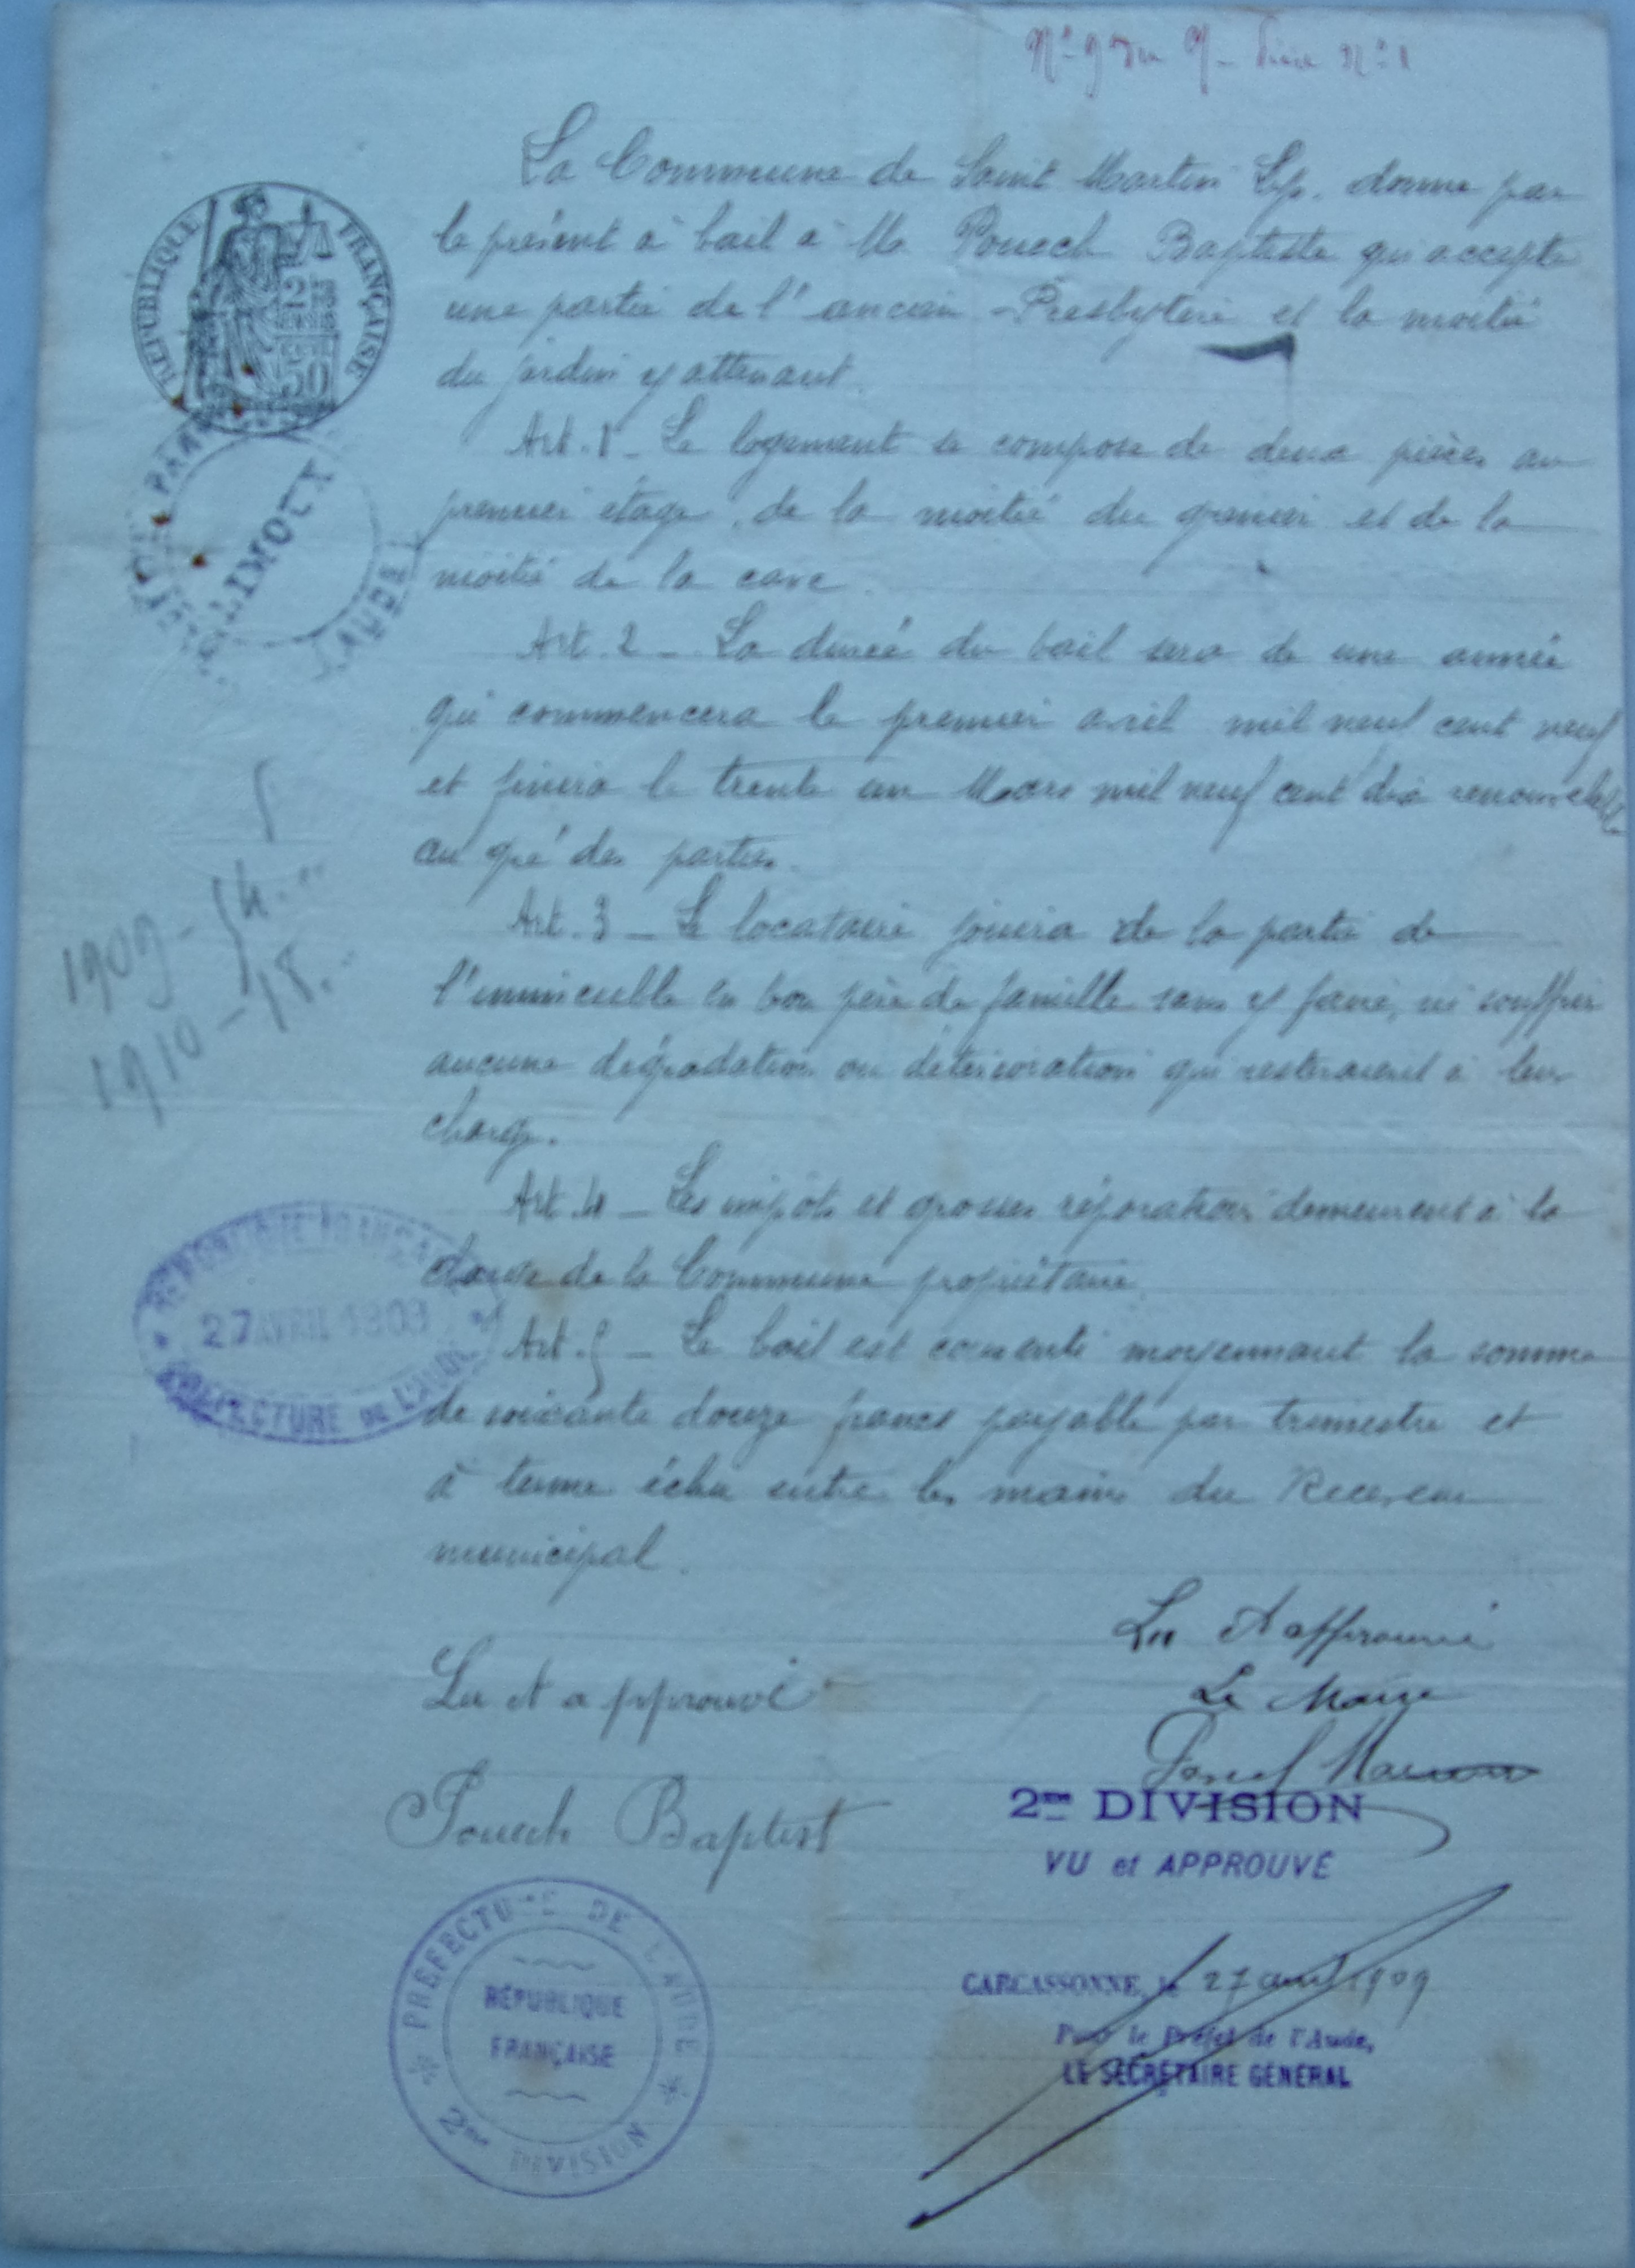 Pièce N° 1
La Commune de Saint Martin Lys. donne par
le présent à bail à M. Pouech Baptiste qui accepte
une partie de l'ancien Presbytère et la moitié
du jardin y attenant.
Art. 1 - Le logement se compose de deux pièces au
premier étage, de la moitié du grenier et de la
moitié de la cave.
Art. 2 - La durée du bail sera de une année
qui commencera le premier avril mil neuf cent neuf
et finira le trente un Mars mil neuf cent dix renouvelable
au gré des parties.
Art. 3 - Le locataire jouira de la partie de
l'immeuble en bon père de famille sans y faire, ni souffrir
aucune dégradation ou détérioration qui resteraient à leur
charge.
Art. 4 - Les impôts et grosses réparations demeurent à la
charge de la Commune propriétaire.
Art. 5 - Le bail est consenti moyennant la somme
de soixante douze francs payable par trimestre et
à terme échu entre les mains du Receveur
municipal.
Lu et approuvé
Le Maire
Lu et approuvé
Pouech Baptist
2me DIVISION
VU et APPROUVÉ
CARCASSONNE, le 27 avril 1909
Pour le Préfet de l'Aude,
LE SECRÉTAIRE GENERAL
RÉPUBLIQUE FRANÇAISE
50
LIMOUX
AUDE
1909 - 54
1910 - 18
RÉPUBLIQUE FRANÇAISE
27 AVRIL 1909
PRÉFECTURE DE L'AUDE
PRÉFECTURE DE L'AUDE
RÉPUBLIQUE
FRANÇAISE
2me DIVISION